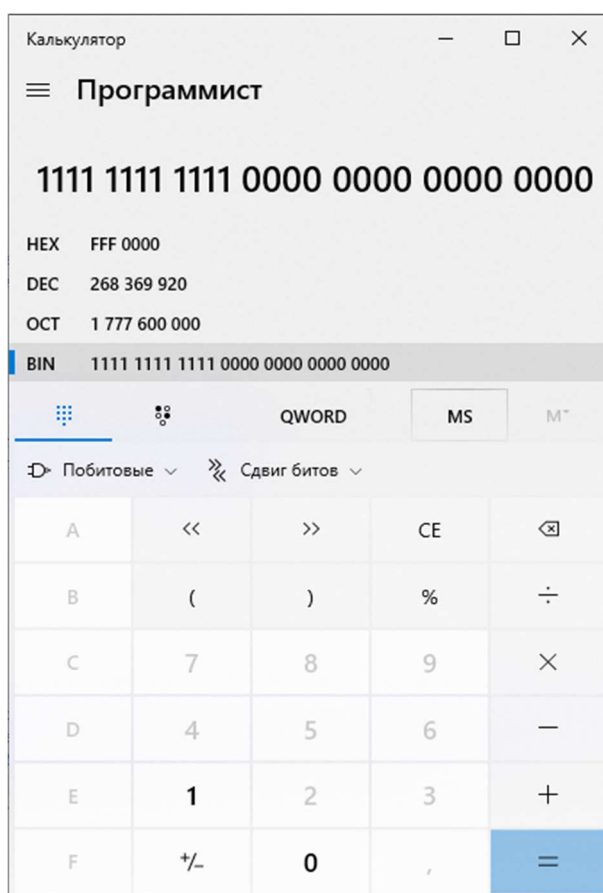 Калькулятор
Программист
1111 1111 1111 0000 0000 0000 0000
HEX FFF 0000
DEC 268 369 920
OCT 1 777 600 000
BIN 1111 1111 1111 0000 0000 0000 0000
QWORD MS M˅
Побитовые Сдвиг битов
A << >> CE
B ( ) % ÷
C 7 8 9 ×
D 4 5 6 −
E 1 2 3 +
F +/− 0 , =